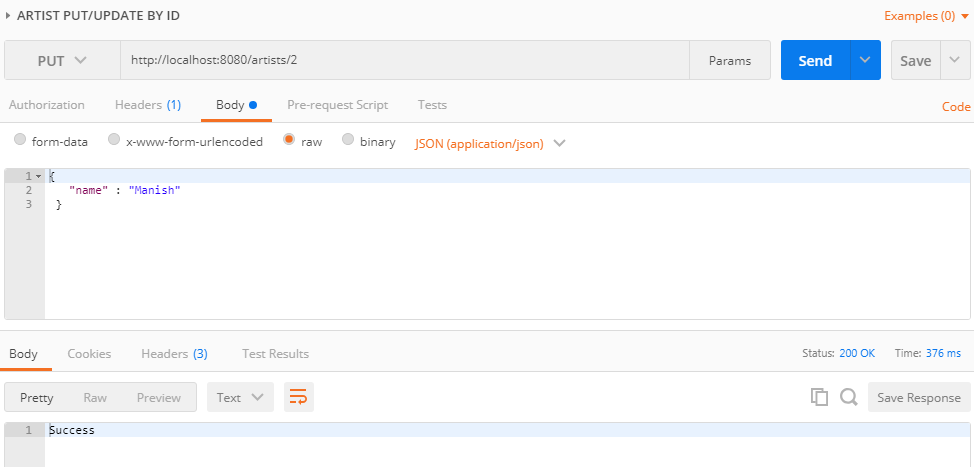 ARTIST PUT/UPDATE BY ID Examples (0)
PUT http://localhost:8080/artists/2 Params Send Save
Authorization Headers (1) Body Pre-request Script Tests Code
form-data x-www-form-urlencoded raw binary JSON (application/json)
1 {
2 "name" : "Manish"
3 }
Body Cookies Headers (3) Test Results Status: 200 OK Time: 376 ms
Pretty Raw Preview Text Save Response
1 Success